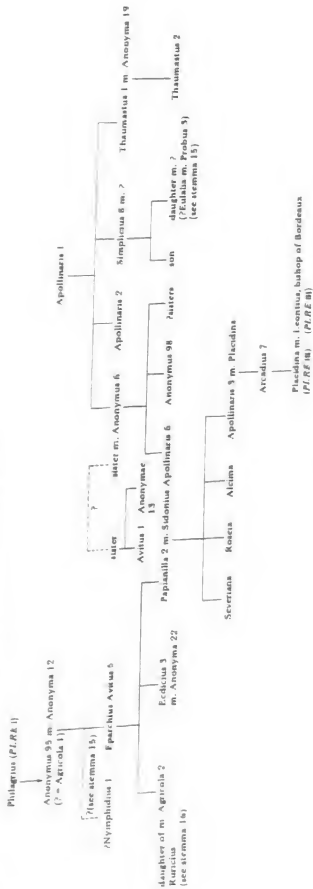 Philagrius (PLRE I)
Apollinaris 1
Anonymus 95 m. Anonyma 12
(? = Agricola 1)
sister m. Anonymus 6
Apollinaris 2
Simplicius 8 m. ?
Thaumastus 1 m. Anonyma 19
?
?(see stemma 15)
?Nymphidius 1
Eparchius Avitus 5
sister
Avitus 1
Anonymae
13
son
daughter m. ?
(?Eulalia m. Probus 5)
(see stemma 15)
Thaumastus 2
daughter of m. Agricola 2
Ruricius
(see stemma 16)
Ecdicius 3
m. Anonyma 22
Papianilla 2 m. Sidonius Apollinaris 6
Anonymus 98
?sisters
Severiana
Roscia
Alcima
Apollinaris 3 m. Placidina
Arcadius 7
Placidina m. Leontius, bishop of Bordeaux
(PLRE III)
(PLRE III)